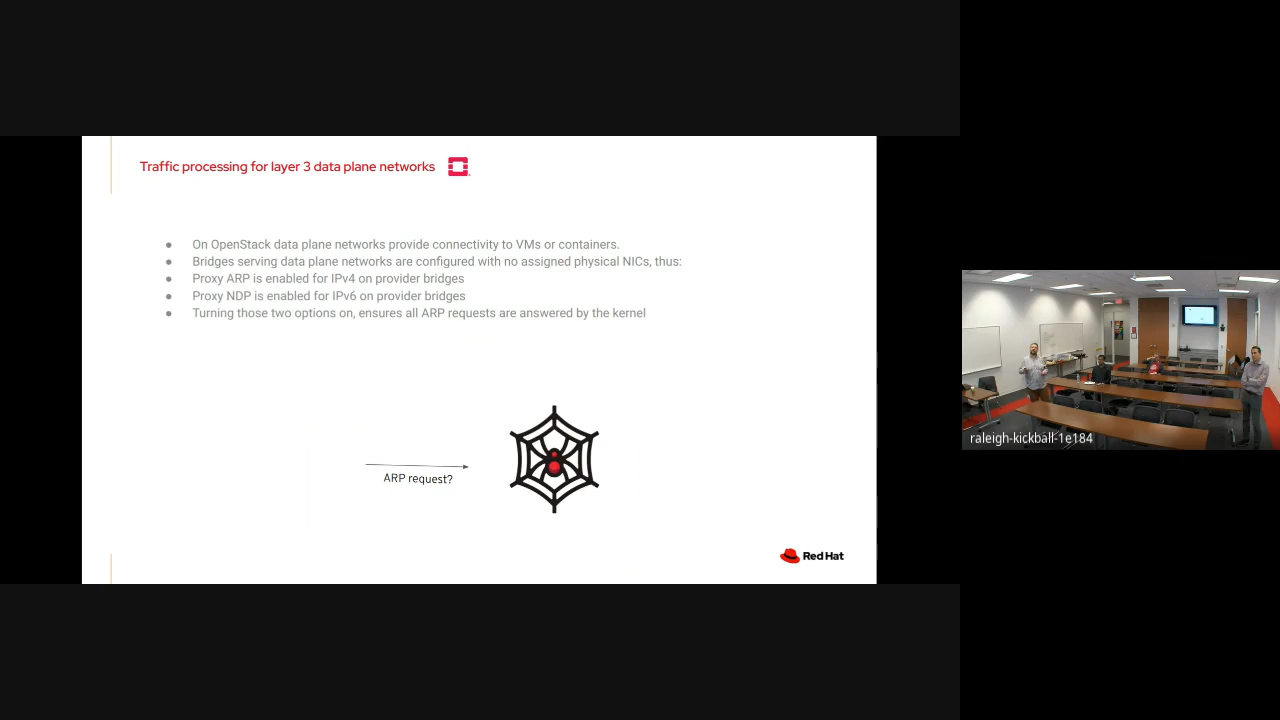 Traffic processing for layer 3 data plane networks
● On OpenStack data plane networks provide connectivity to VMs or containers.
● Bridges serving data plane networks are configured with no assigned physical NICs, thus:
● Proxy ARP is enabled for IPv4 on provider bridges
● Proxy NDP is enabled for IPv6 on provider bridges
● Turning those two options on, ensures all ARP requests are answered by the kernel
ARP request?
Red Hat
raleigh-kickball-1e184